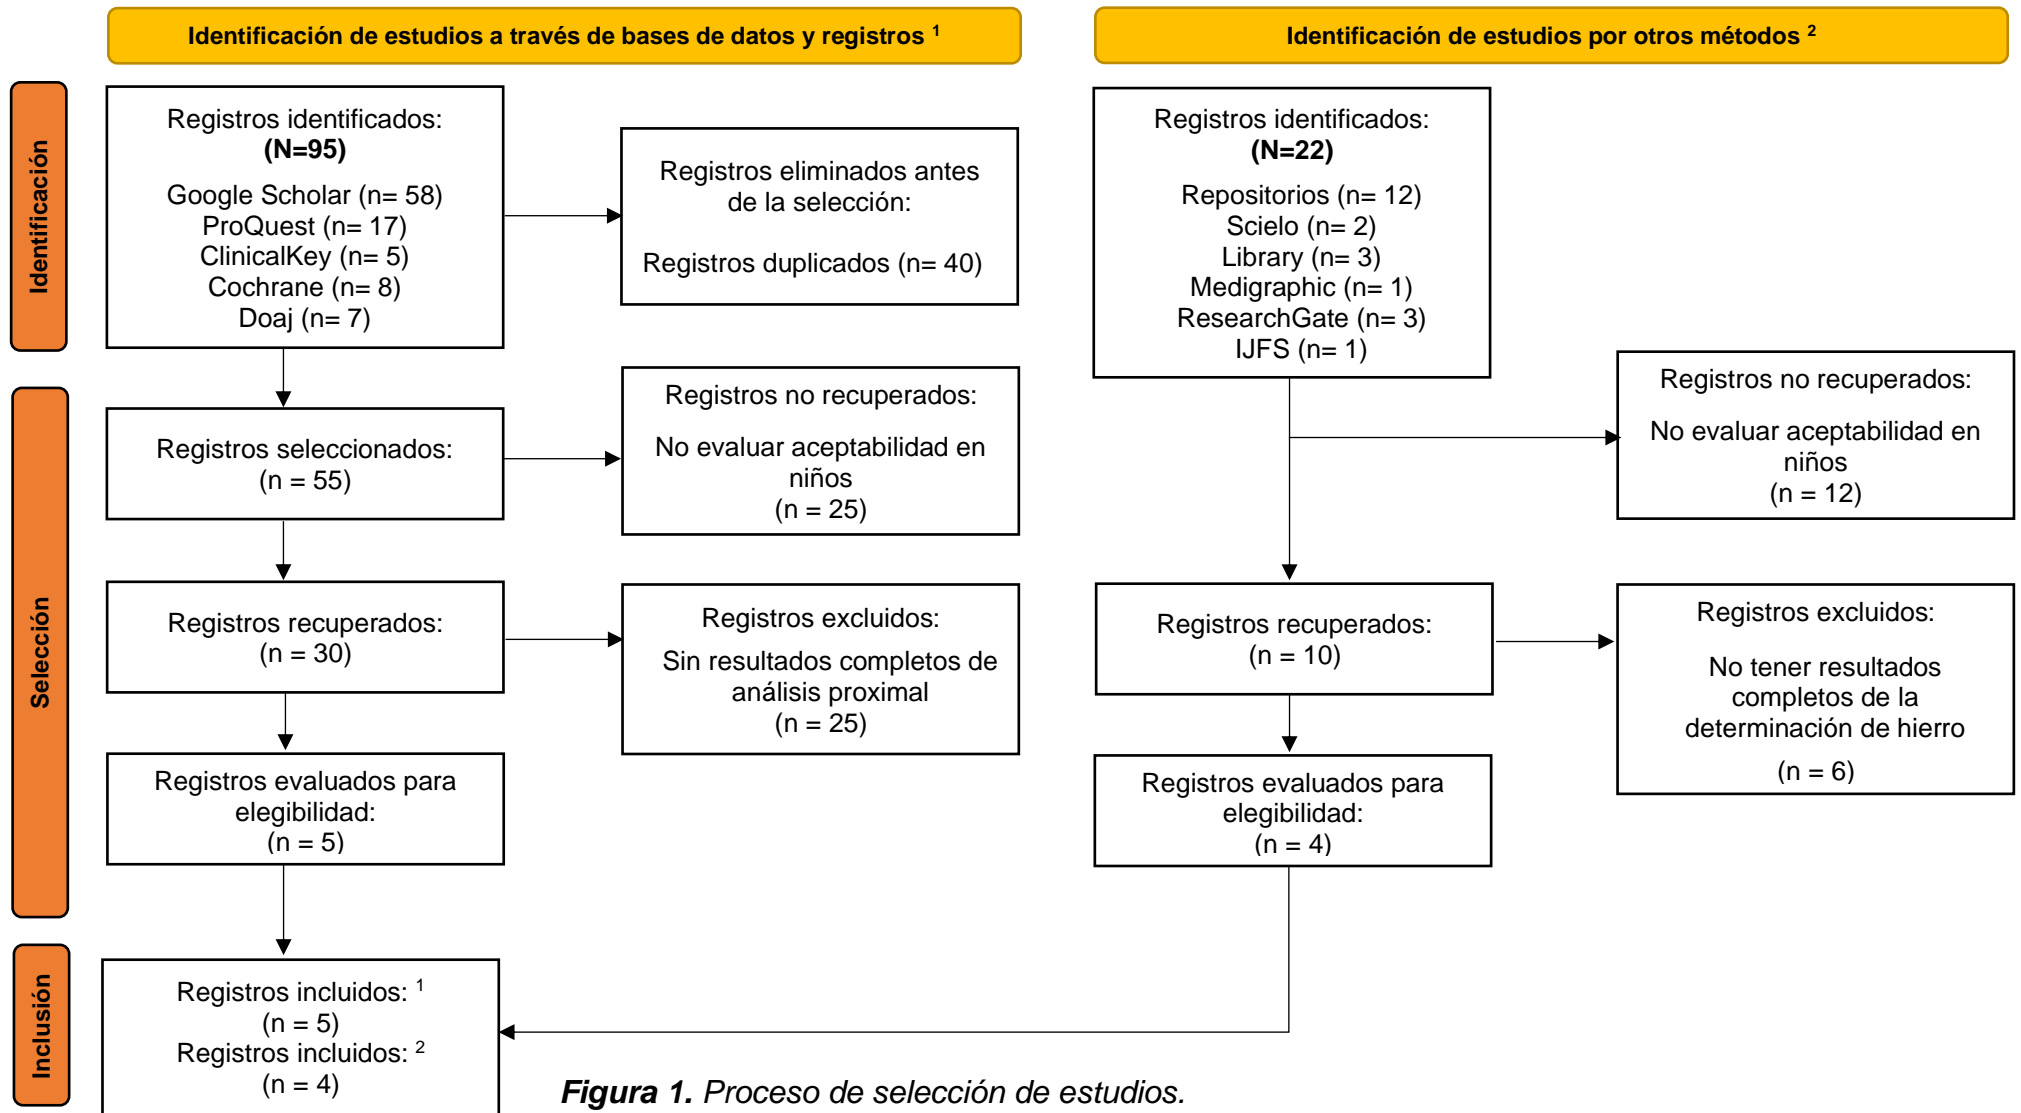 Identificación de estudios a través de bases de datos y registros ¹
Identificación de estudios por otros métodos ²
Identificación
Registros identificados:
(N=95)
Google Scholar (n= 58)
ProQuest (n= 17)
ClinicalKey (n= 5)
Cochrane (n= 8)
Doaj (n= 7)
Registros eliminados antes
de la selección:
Registros duplicados (n= 40)
Registros identificados:
(N=22)
Repositorios (n= 12)
Scielo (n= 2)
Library (n= 3)
Medigraphic (n= 1)
ResearchGate (n= 3)
IJFS (n= 1)
Selección
Registros seleccionados:
(n = 55)
Registros no recuperados:
No evaluar aceptabilidad en
niños
(n = 25)
Registros no recuperados:
No evaluar aceptabilidad en
niños
(n = 12)
Registros recuperados:
(n = 30)
Registros excluidos:
Sin resultados completos de
análisis proximal
(n = 25)
Registros recuperados:
(n = 10)
Registros excluidos:
No tener resultados
completos de la
determinación de hierro
(n = 6)
Registros evaluados para
elegibilidad:
(n = 5)
Registros evaluados para
elegibilidad:
(n = 4)
Inclusión
Registros incluidos: ¹
(n = 5)
Registros incluidos: ²
(n = 4)
Figura 1. Proceso de selección de estudios.